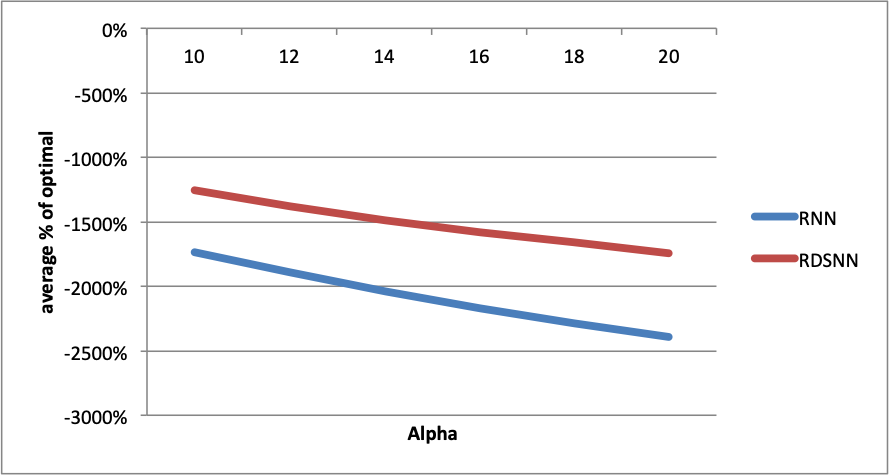 0%
10 12 14 16 18 20
-500%
-1000%
-1500%
-2000%
-2500%
-3000%
average % of optimal
Alpha
RNN
RDSNN